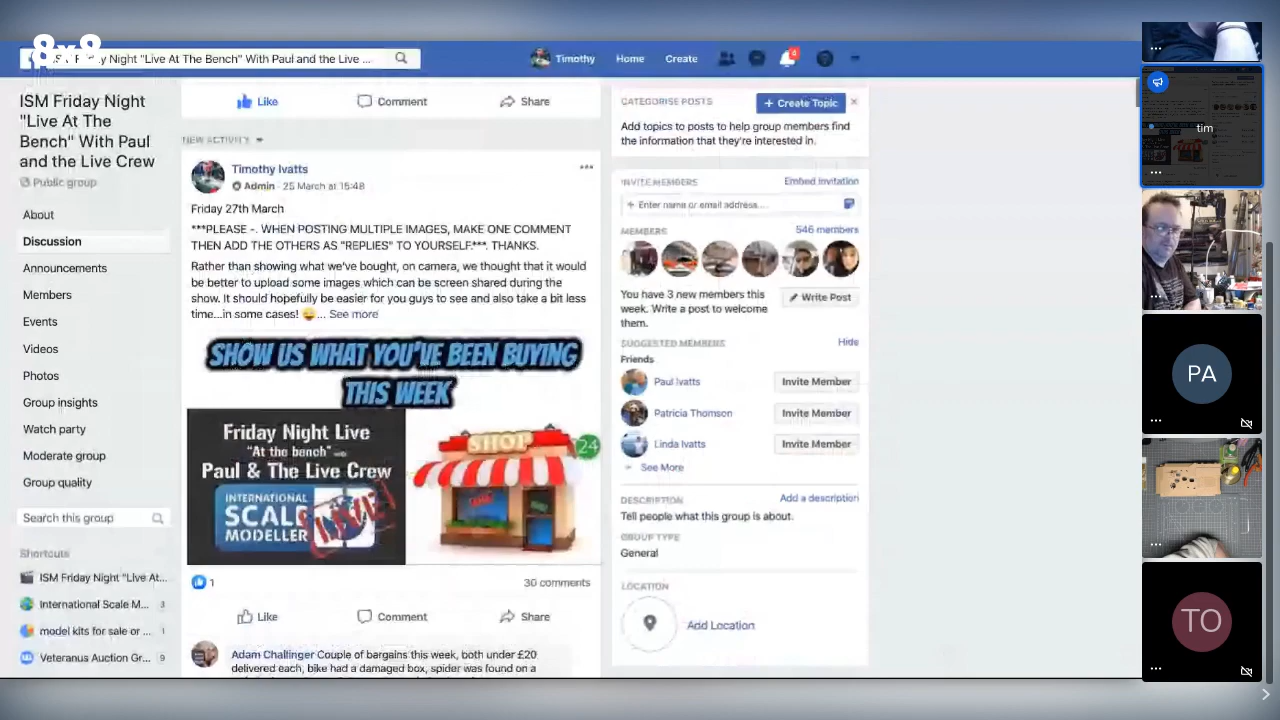 8x8
ISM Friday Night "Live At The Bench" With Paul and the Live ...
Timothy
Home
Create
4
ISM Friday Night
"Live At The
Bench" With Paul
and the Live Crew
Public group
About
Discussion
Announcements
Members
Events
Videos
Photos
Group insights
Watch party
Moderate group
Group quality
Search this group
Shortcuts
ISM Friday Night "Live At...
International Scale M... 3
model kits for sale or ... 1
Veteranus Auction Gr... 9
Like
Comment
Share
NEW ACTIVITY
Timothy Ivatts
Admin · 25 March at 15:48
Friday 27th March
***PLEASE -. WHEN POSTING MULTIPLE IMAGES, MAKE ONE COMMENT
THEN ADD THE OTHERS AS "REPLIES" TO YOURSELF.***. THANKS.
Rather than showing what we've bought, on camera, we thought that it would
be better to upload some images which can be screen shared during the
show. It should hopefully be easier for you guys to see and also take a bit less
time...in some cases! 😄 ... See more
SHOW US WHAT YOU'VE BEEN BUYING
THIS WEEK
Friday Night Live
"At the bench" with
Paul & The Live Crew
INTERNATIONAL
SCALE
MODELLER
LIVE
SHOP
24
1
30 comments
Like
Comment
Share
Adam Challinger Couple of bargains this week, both under £20
delivered each, bike had a damaged box, spider was found on a
CATEGORISE POSTS
+ Create Topic
Add topics to posts to help group members find
the information that they're interested in.
INVITE MEMBERS
Embed Invitation
+ Enter name or email address...
MEMBERS
546 members
You have 3 new members this
week. Write a post to welcome
them.
Write Post
SUGGESTED MEMBERS
Hide
Friends
Paul Ivatts
Invite Member
Patricia Thomson
Invite Member
Linda Ivatts
Invite Member
See More
DESCRIPTION
Add a description
Tell people what this group is about.
GROUP TYPE
General
LOCATION
Add Location
tim
PA
TO